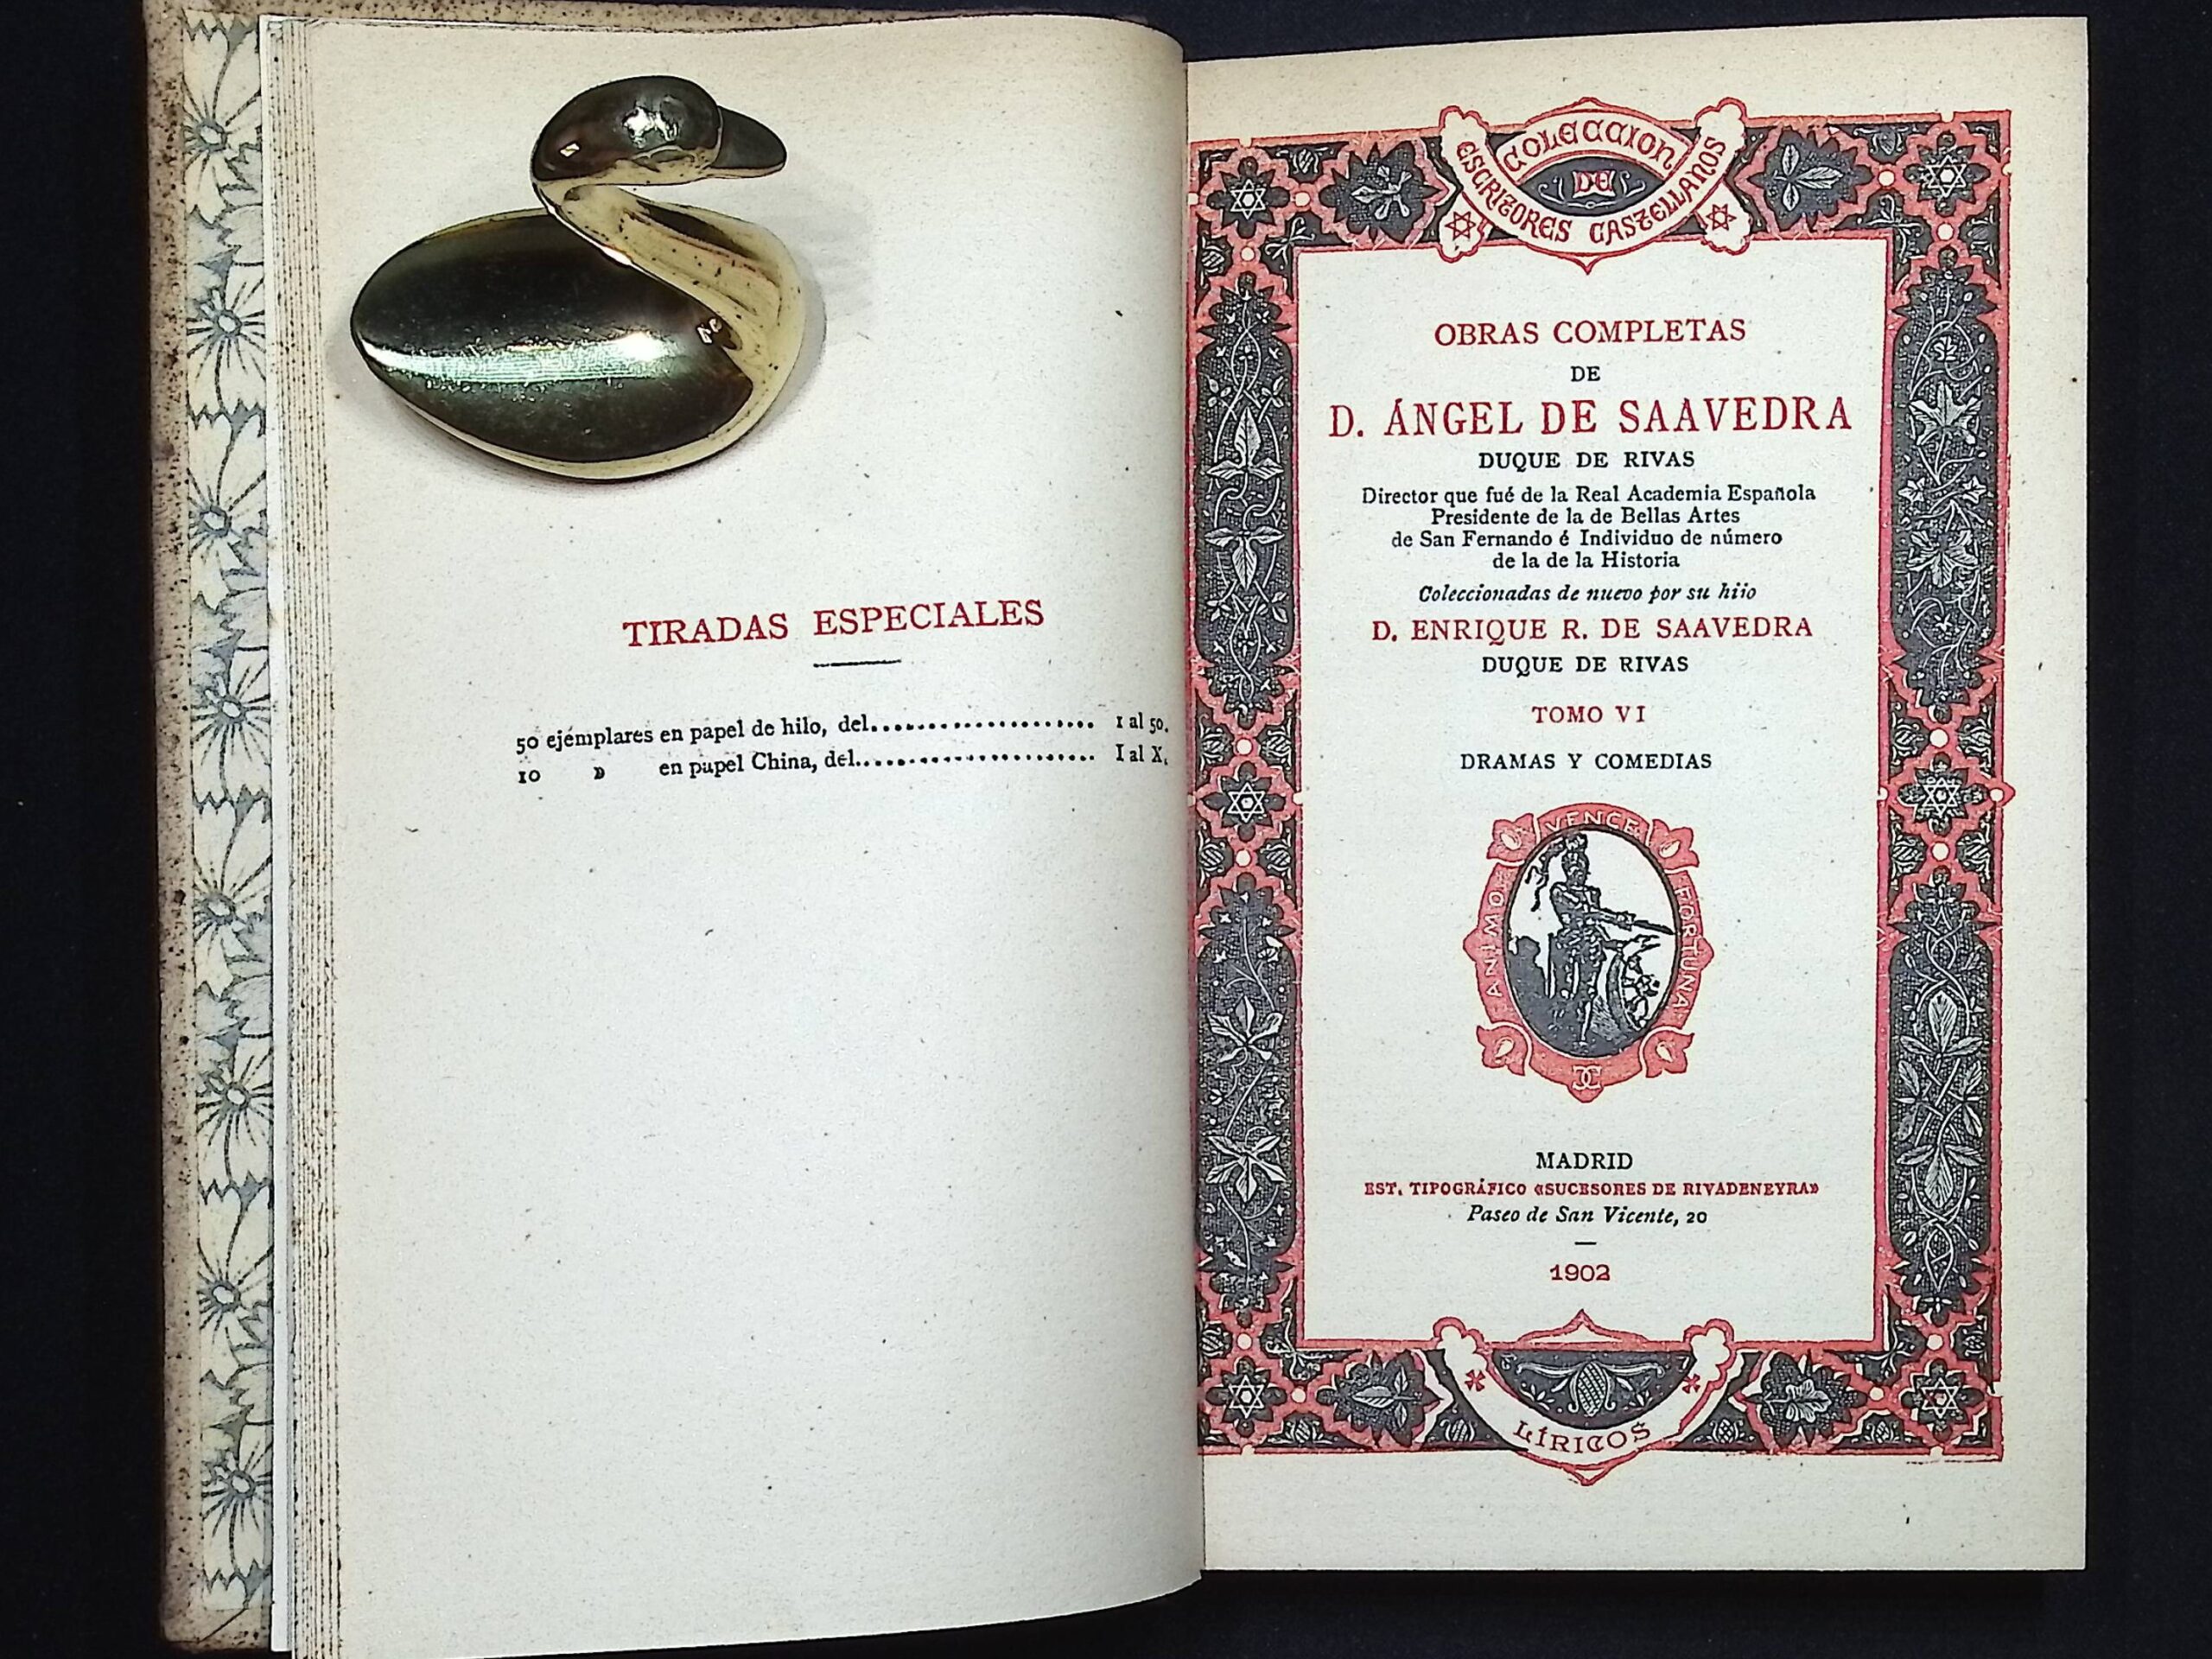 TIRADAS ESPECIALES
50 ejemplares en papel de hilo, del..................... 1 al 50.
10 » en papel China, del...................... I al X.
COLECCION
DE
ESCRITORES CASTELLANOS
OBRAS COMPLETAS
DE
D. ÁNGEL DE SAAVEDRA
DUQUE DE RIVAS
Director que fué de la Real Academia Española
Presidente de la de Bellas Artes
de San Fernando é Individuo de número
de la de la Historia
Coleccionadas de nuevo por su hijo
D. ENRIQUE R. DE SAAVEDRA
DUQUE DE RIVAS
TOMO VI
DRAMAS Y COMEDIAS
ANIMO VENCE FORTUNA
MADRID
EST. TIPOGRÁFICO «SUCESORES DE RIVADENEYRA»
Paseo de San Vicente, 20
1902
LÍRICOS